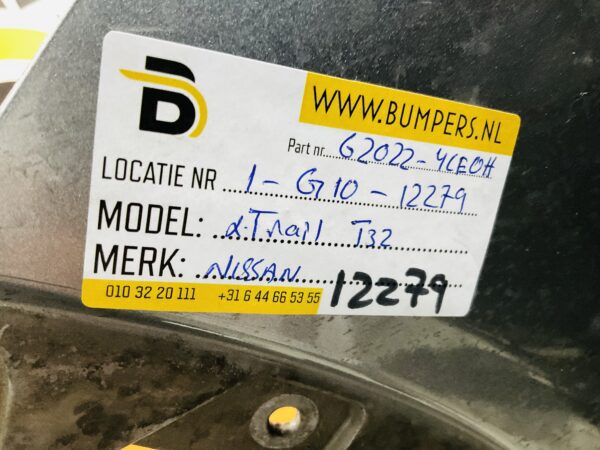 B
WWW.BUMPERS.NL
Part nr. 62022-4CE0H
LOCATIE NR 1-G10-12279
MODEL: X-Trail T32
MERK: NISSAN
010 32 20 111 +31 6 44 66 53 55 12279